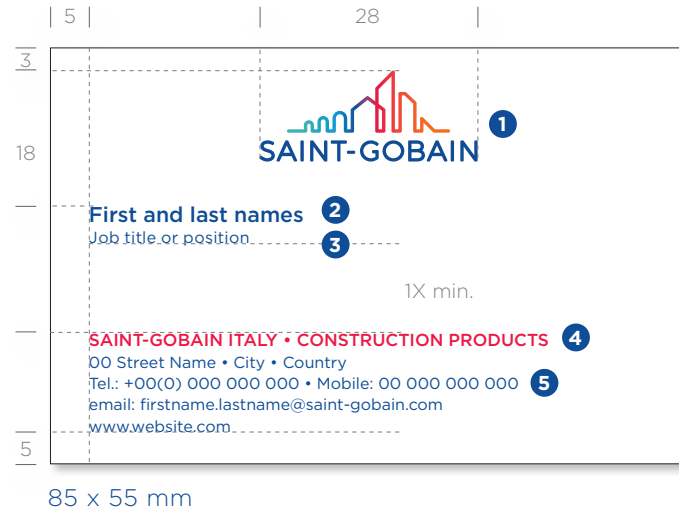 5 28
3
SAINT-GOBAIN 1
18
First and last names 2
Job title or position 3
1X min.
SAINT-GOBAIN ITALY • CONSTRUCTION PRODUCTS 4
00 Street Name • City • Country
Tel.: +00(0) 000 000 000 • Mobile: 00 000 000 000 5
email: firstname.lastname@saint-gobain.com
www.website.com
5
85 x 55 mm